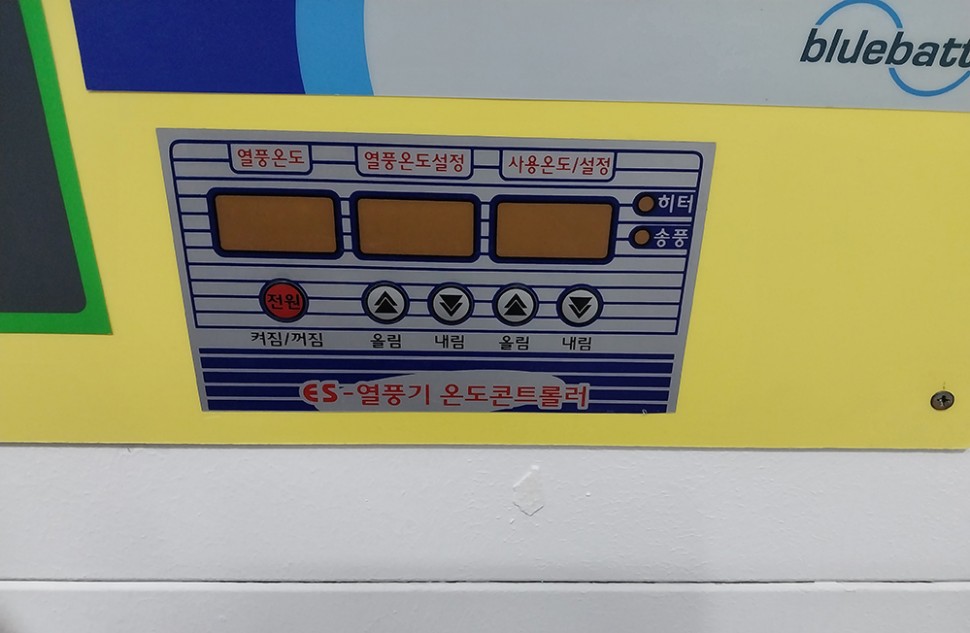 bluebatt
열풍온도 열풍온도설정 사용온도/설정
히터
송풍
전원
켜짐/꺼짐 올림 내림 올림 내림
ES-열풍기 온도콘트롤러